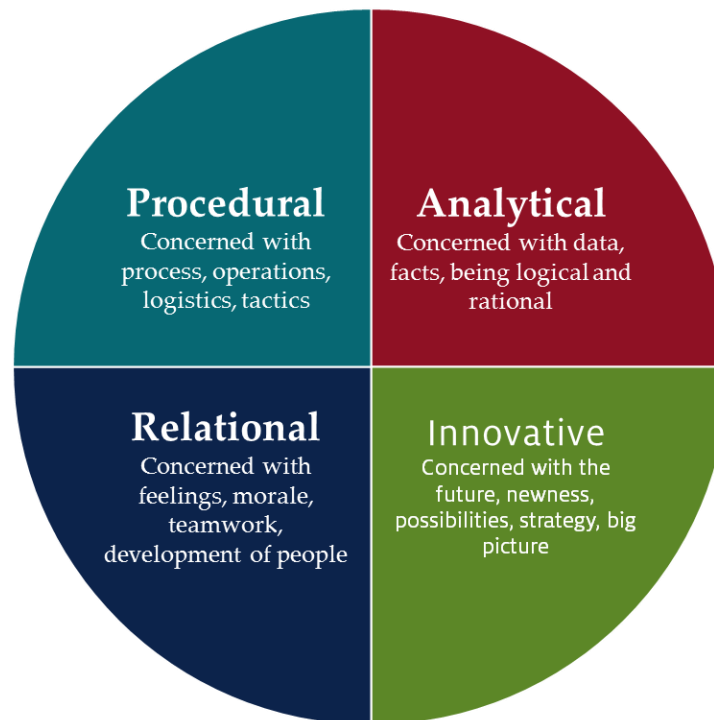 Procedural
Concerned with
process, operations,
logistics, tactics
Analytical
Concerned with data,
facts, being logical and
rational
Relational
Concerned with
feelings, morale,
teamwork,
development of people
Innovative
Concerned with the
future, newness,
possibilities, strategy, big
picture